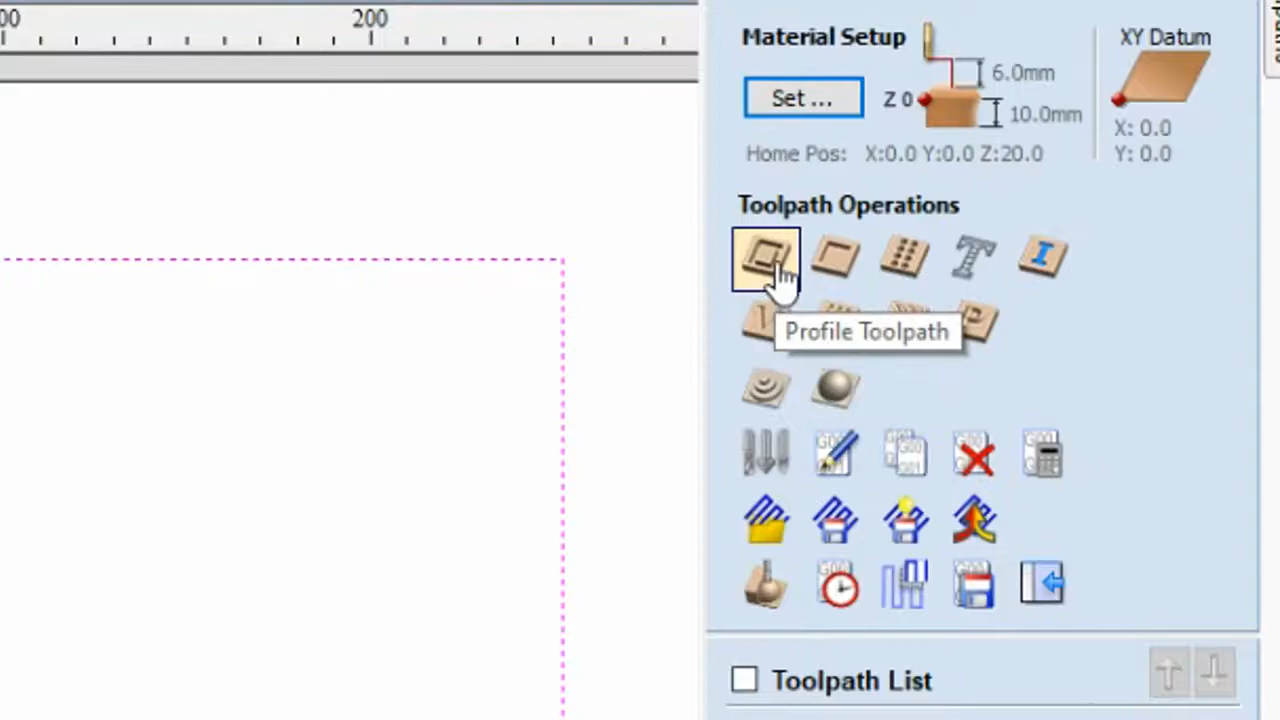 00
200
Material Setup
XY Datum
6.0mm
Set ...
Z 0
10.0mm
X: 0.0
Home Pos: X:0.0 Y:0.0 Z:20.0
Y: 0.0
Toolpath Operations
Profile Toolpath
Toolpath List